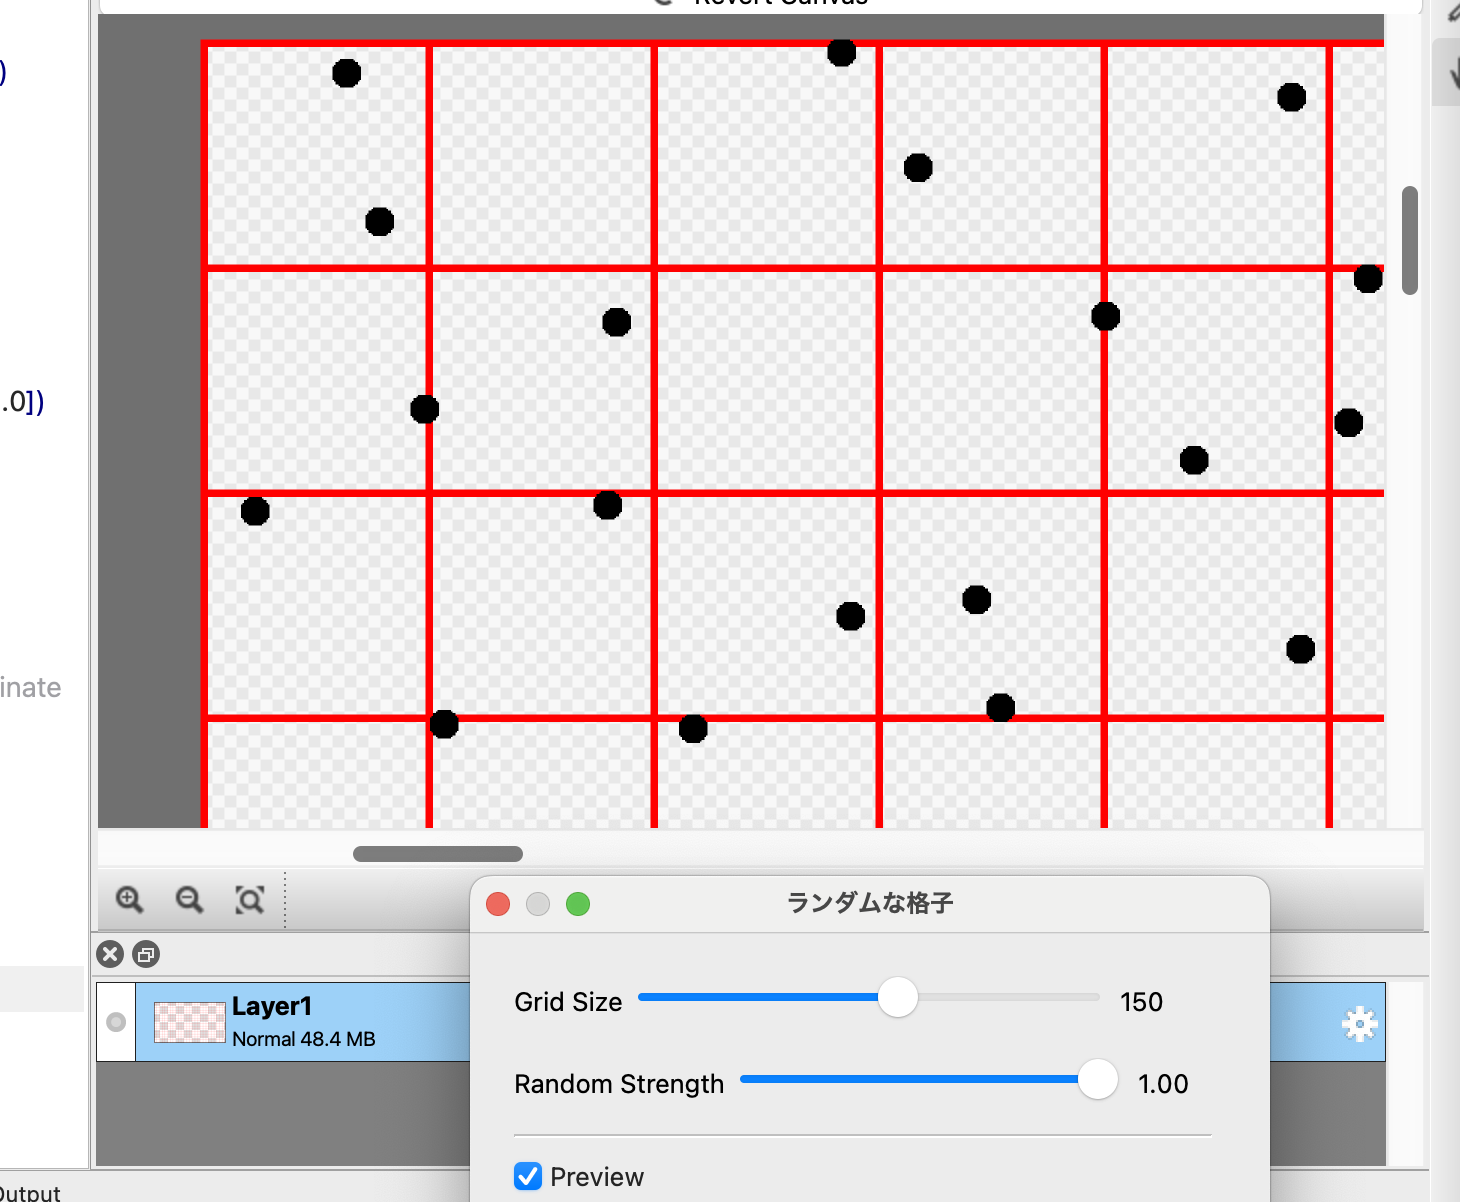 Revert Canvas
)
.0])
inate
ランダムな格子
Layer1
Normal 48.4 MB
Grid Size
150
Random Strength
1.00
Preview
Output